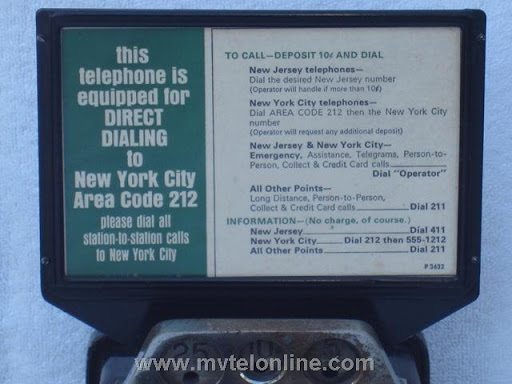 this
telephone is
equipped for
DIRECT
DIALING
to
New York City
Area Code 212
please dial all
station-to-station calls
to New York City
TO CALL—DEPOSIT 10¢ AND DIAL
New Jersey telephones—
Dial the desired New Jersey number
(Operator will handle if more than 10¢)
New York City telephones—
Dial AREA CODE 212 then the New York City
number
(Operator will request any additional deposit)
New Jersey & New York City—
Emergency, Assistance, Telegrams, Person-to-
Person, Collect & Credit Card calls
Dial "Operator"
All Other Points—
Long Distance, Person-to-Person,
Collect & Credit Card calls Dial 211
INFORMATION—(No charge, of course.)
New Jersey Dial 411
New York City Dial 212 then 555-1212
All Other Points Dial 211
P 3632
25 10 5
www.mvtelonline.com